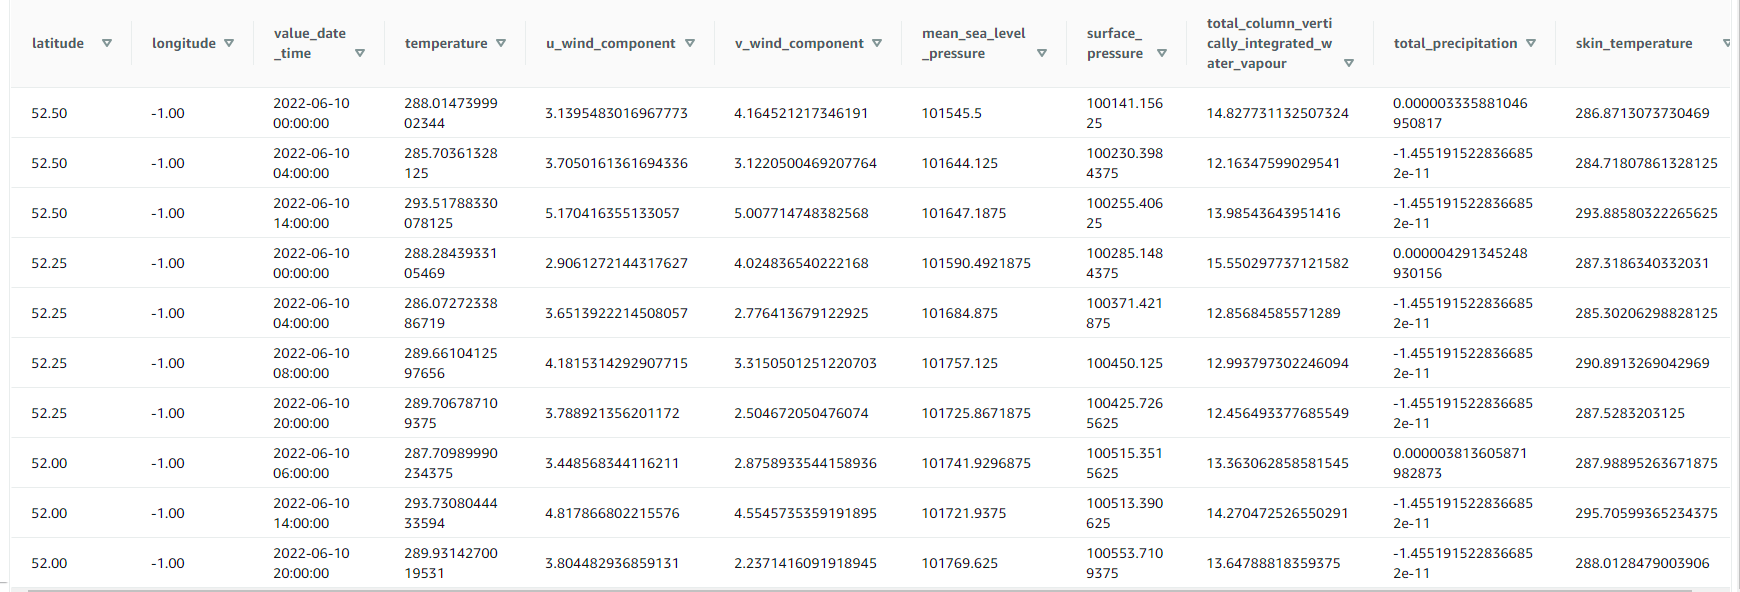 latitude longitude value_date_time temperature u_wind_component v_wind_component mean_sea_level_pressure surface_pressure total_column_vertically_integrated_water_vapour total_precipitation skin_temperature
52.50 -1.00 2022-06-10 00:00:00 288.0147399902344 3.1395483016967773 4.164521217346191 101545.5 100141.15625 14.827731132507324 0.000003335881046950817 286.8713073730469
52.50 -1.00 2022-06-10 04:00:00 285.70361328125 3.7050161361694336 3.1220500469207764 101644.125 100230.3984375 12.16347599029541 -1.4551915228366852e-11 284.71807861328125
52.50 -1.00 2022-06-10 14:00:00 293.51788330078125 5.170416355133057 5.007714748382568 101647.1875 100255.40625 13.98543643951416 -1.4551915228366852e-11 293.88580322265625
52.25 -1.00 2022-06-10 00:00:00 288.2843933105469 2.9061272144317627 4.024836540222168 101590.4921875 100285.1484375 15.550297737121582 0.000004291345248930156 287.3186340332031
52.25 -1.00 2022-06-10 04:00:00 286.0727233886719 3.6513922214508057 2.776413679122925 101684.875 100371.421875 12.85684585571289 -1.4551915228366852e-11 285.30206298828125
52.25 -1.00 2022-06-10 08:00:00 289.6610412597656 4.1815314292907715 3.3150501251220703 101757.125 100450.125 12.993797302246094 -1.4551915228366852e-11 290.8913269042969
52.25 -1.00 2022-06-10 20:00:00 289.706787109375 3.788921356201172 2.504672050476074 101725.8671875 100425.7265625 12.456493377685549 -1.4551915228366852e-11 287.5283203125
52.00 -1.00 2022-06-10 06:00:00 287.70989990234375 3.448568344116211 2.8758933544158936 101741.9296875 100515.3515625 13.363062858581545 0.000003813605871982873 287.98895263671875
52.00 -1.00 2022-06-10 14:00:00 293.7308044433594 4.817866802215576 4.5545735359191895 101721.9375 100513.390625 14.270472526550291 -1.4551915228366852e-11 295.70599365234375
52.00 -1.00 2022-06-10 20:00:00 289.9314270019531 3.804482936859131 2.2371416091918945 101769.625 100553.7109375 13.64788818359375 -1.4551915228366852e-11 288.0128479003906